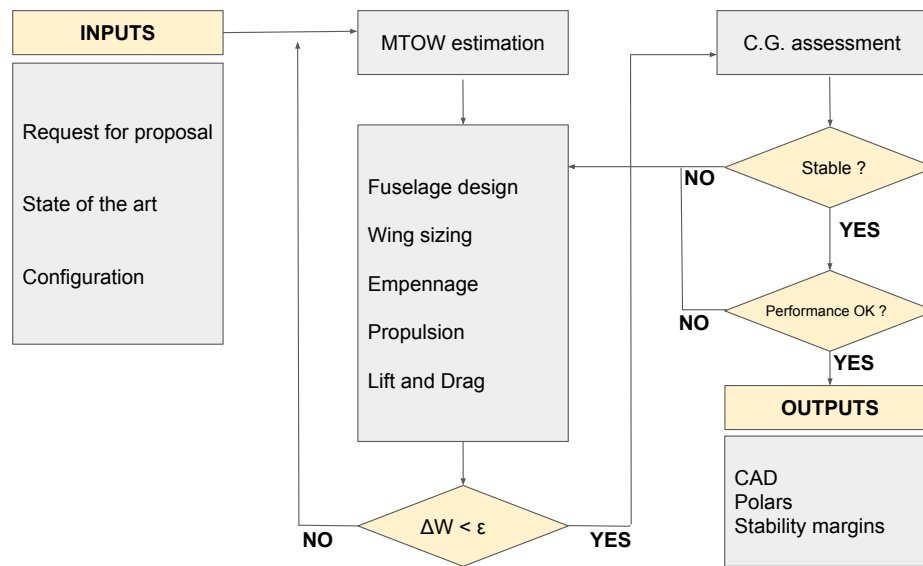 INPUTS
Request for proposal
State of the art
Configuration
MTOW estimation
Fuselage design
Wing sizing
Empennage
Propulsion
Lift and Drag
ΔW < ε
NO
YES
C.G. assessment
Stable ?
NO
YES
Performance OK ?
NO
YES
OUTPUTS
CAD
Polars
Stability margins